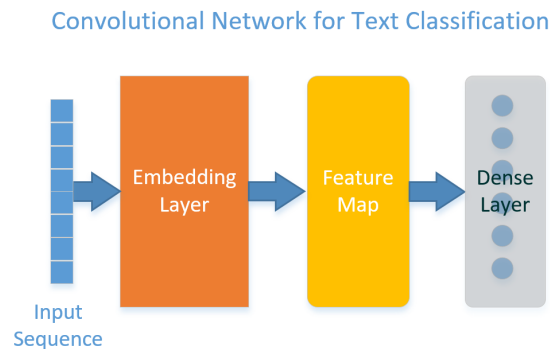 Convolutional Network for Text Classification
Embedding
Layer
Feature
Map
Dense
Layer
Input
Sequence